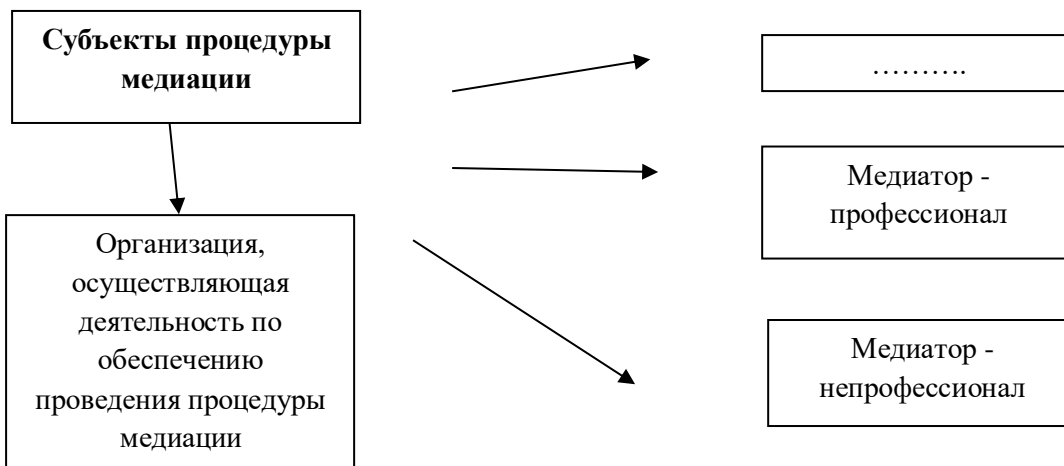 Субъекты процедуры
медиации
……….
Медиатор -
профессионал
Организация,
осуществляющая
деятельность по
обеспечению
проведения процедуры
медиации
Медиатор -
непрофессионал